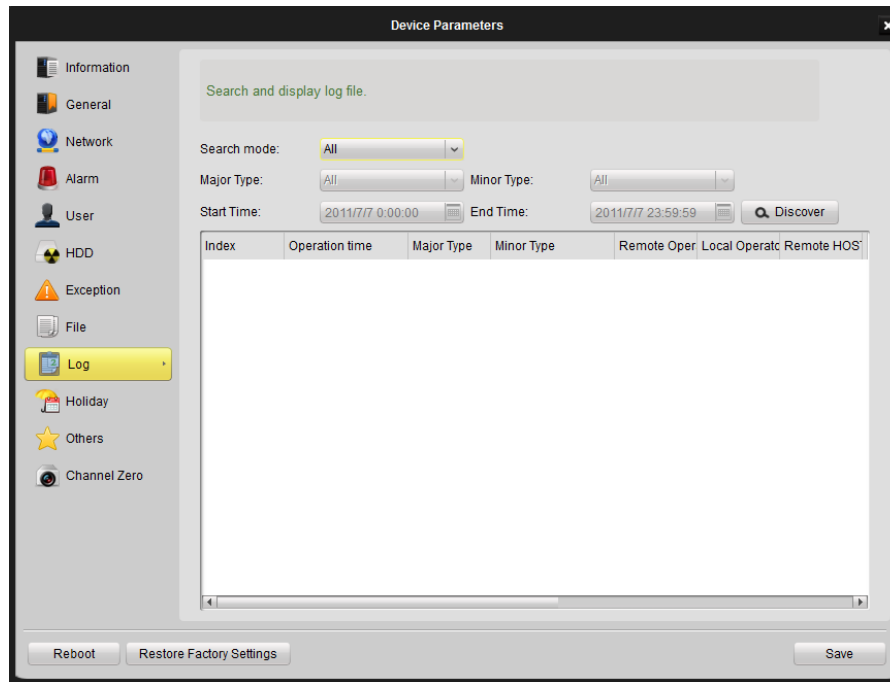 Device Parameters
Information
General
Network
Alarm
User
HDD
Exception
File
Log
Holiday
Others
Channel Zero
Search and display log file.
Search mode: All
Major Type: All Minor Type: All
Start Time: 2011/7/7 0:00:00 End Time: 2011/7/7 23:59:59 Discover
Index Operation time Major Type Minor Type Remote Oper Local Operatc Remote HOS
Reboot Restore Factory Settings Save